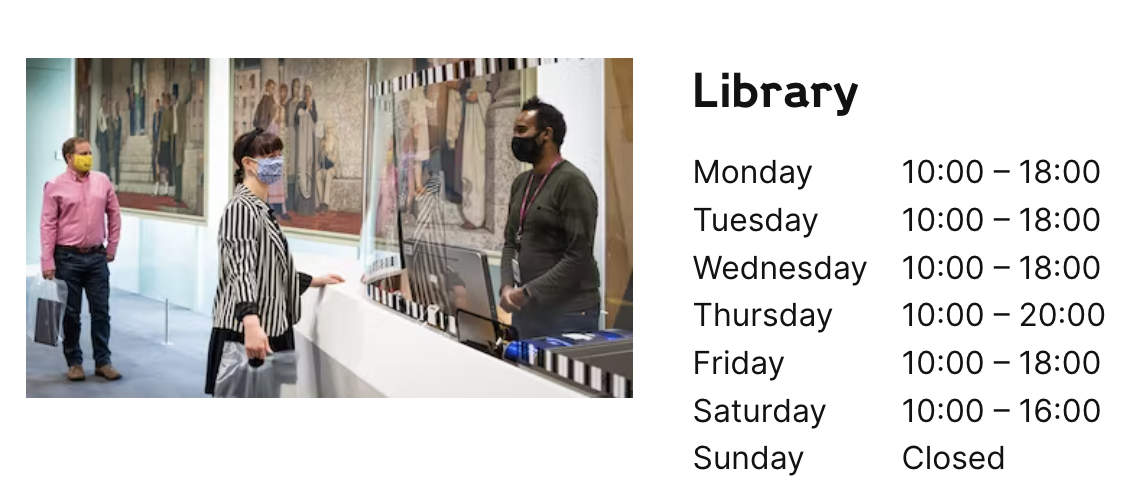 Library
Monday 10:00 – 18:00
Tuesday 10:00 – 18:00
Wednesday 10:00 – 18:00
Thursday 10:00 – 20:00
Friday 10:00 – 18:00
Saturday 10:00 – 16:00
Sunday Closed